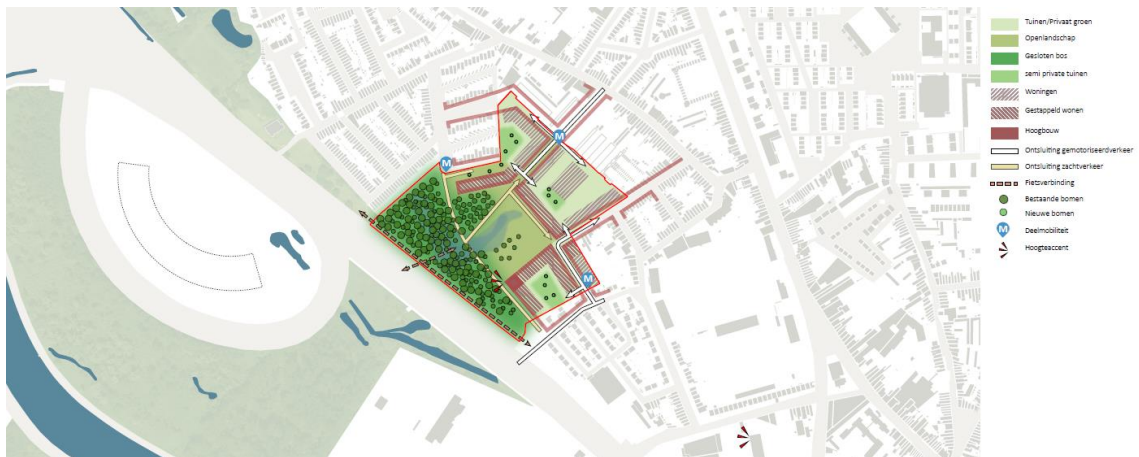 Tuinen/Privaat groen
Openlandschap
Gesloten bos
semi private tuinen
Woningen
Gestappeld wonen
Hoogbouw
Ontsluiting gemotoriseerdverkeer
Ontsluiting zachtverkeer
Fietsverbinding
Bestaande bomen
Nieuwe bomen
M Deelmobiliteit
Hoogteaccent
M
M
M